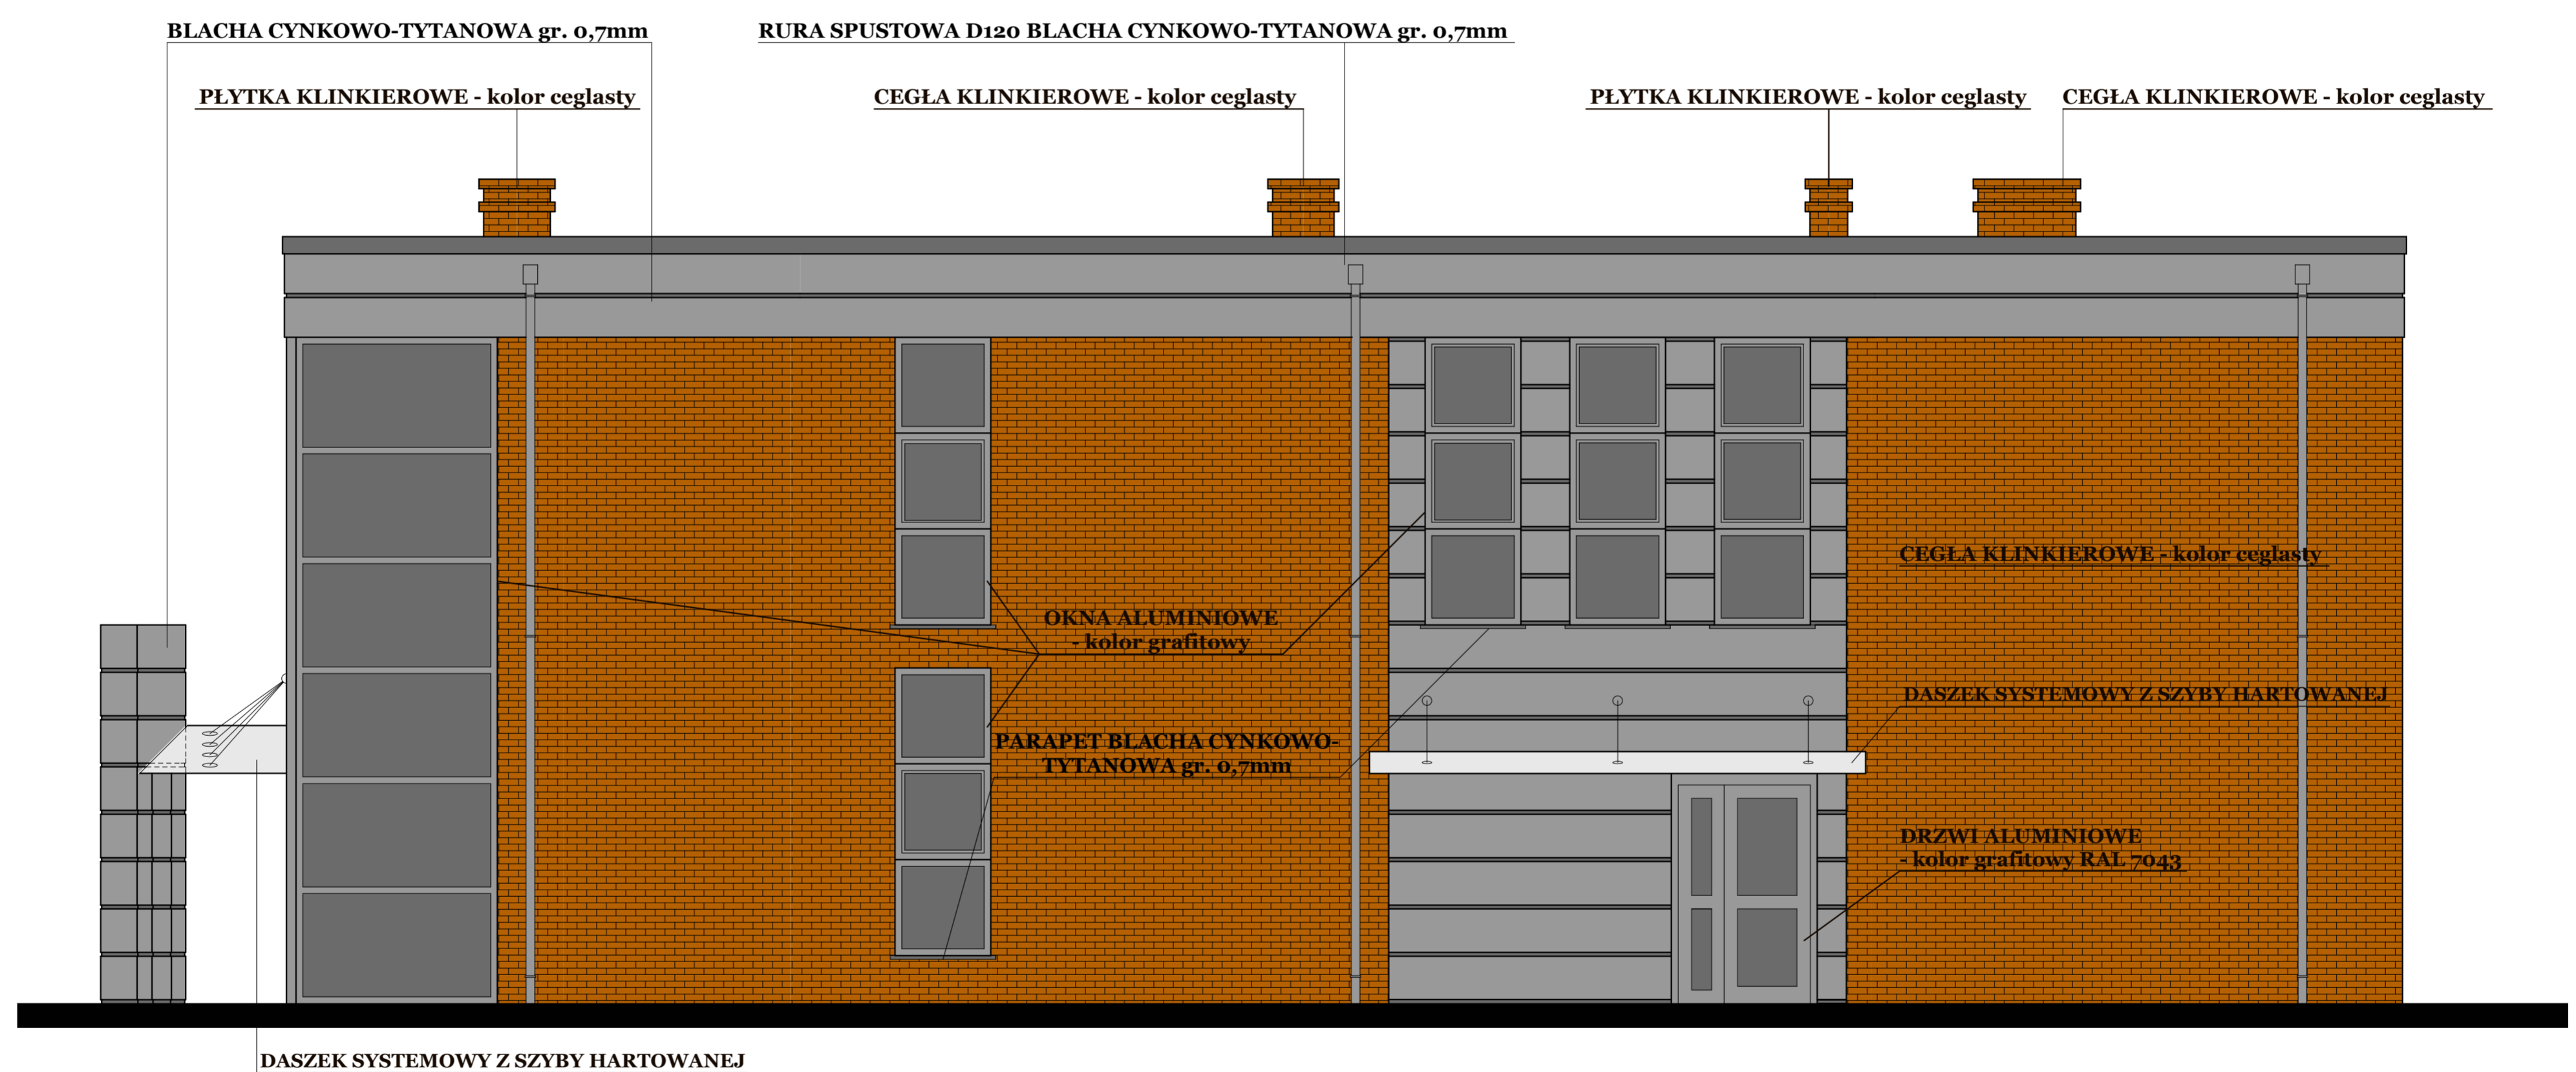 BLACHA CYNKOWO-TYTANOWA gr. 0,7mm
RURA SPUSTOWA D120 BLACHA CYNKOWO-TYTANOWA gr. 0,7mm
PŁYTKA KLINKIEROWE - kolor ceglasty
CEGŁA KLINKIEROWE - kolor ceglasty
PŁYTKA KLINKIEROWE - kolor ceglasty
CEGŁA KLINKIEROWE - kolor ceglasty
CEGŁA KLINKIEROWE - kolor ceglasty
OKNA ALUMINIOWE
- kolor grafitowy
DASZEK SYSTEMOWY Z SZYBY HARTOWANEJ
PARAPET BLACHA CYNKOWO-
TYTANOWA gr. 0,7mm
DRZWI ALUMINIOWE
- kolor grafitowy RAL 7043
DASZEK SYSTEMOWY Z SZYBY HARTOWANEJ